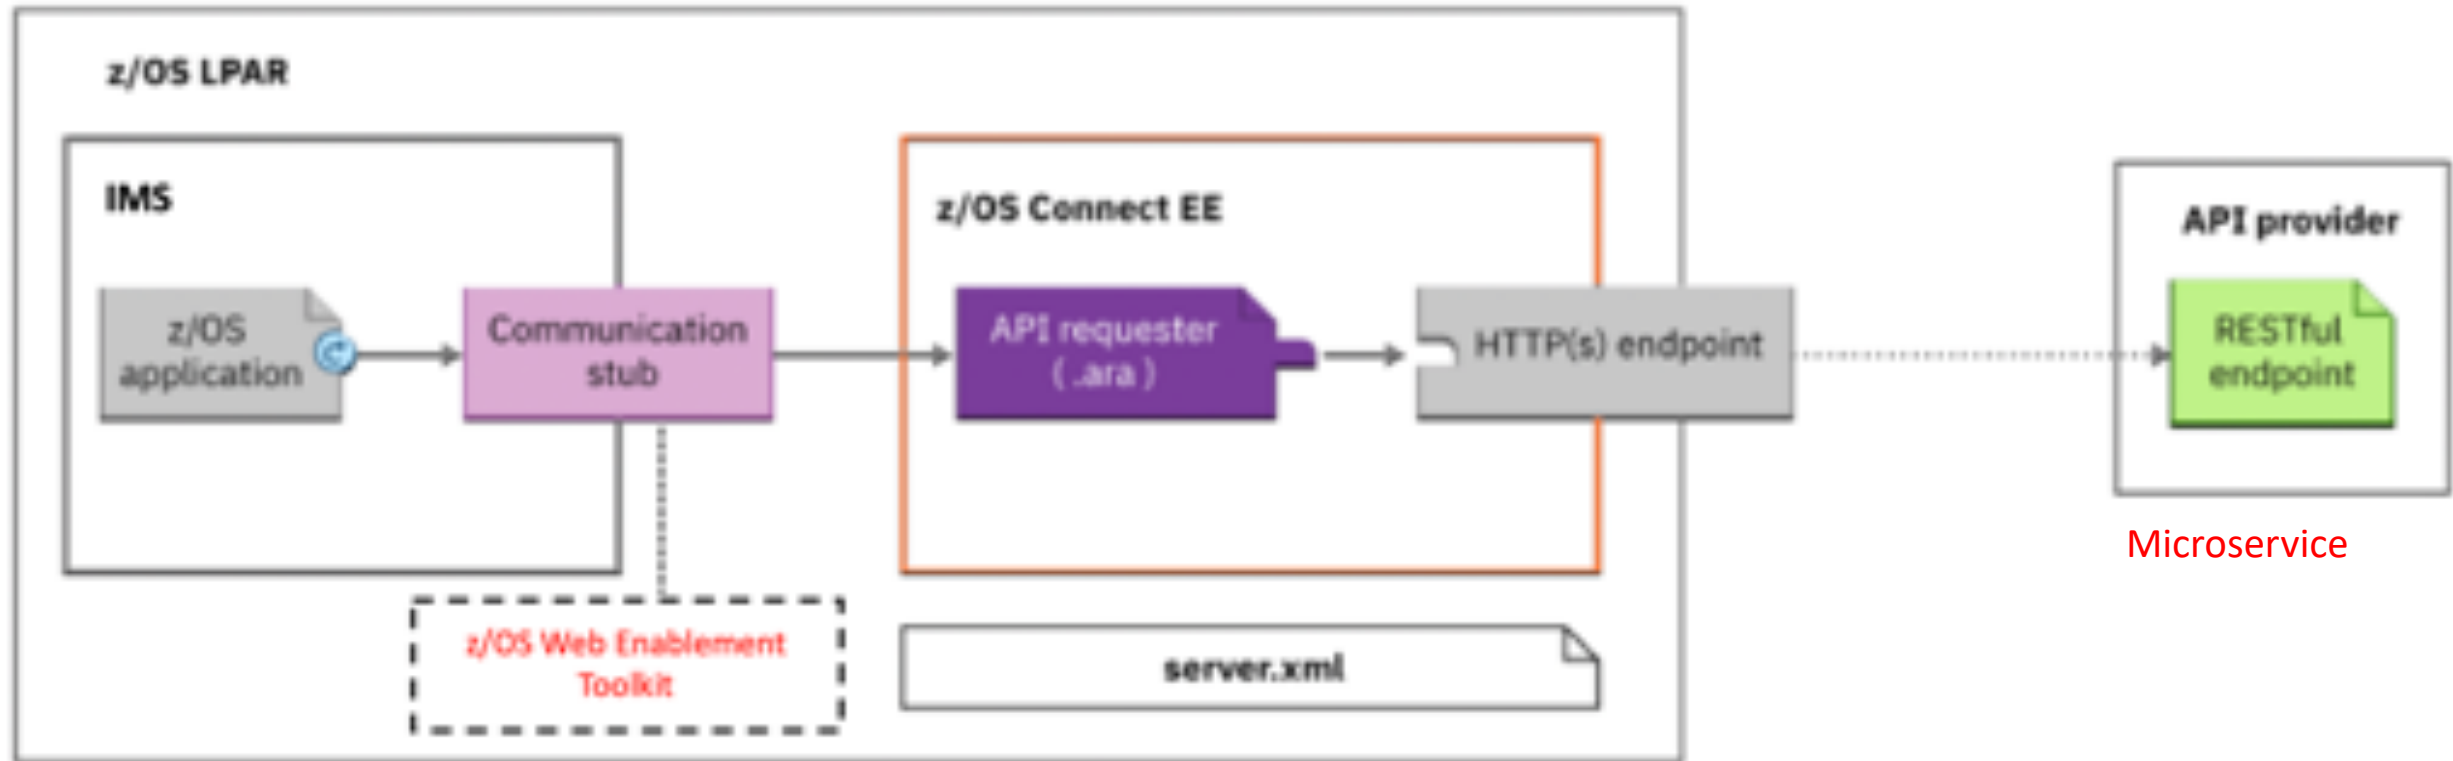 z/OS LPAR
IMS
z/OS
application
Communication
stub
z/OS Web Enablement
Toolkit
z/OS Connect EE
API requester
( .ara )
HTTP(s) endpoint
server.xml
API provider
RESTful
endpoint
Microservice